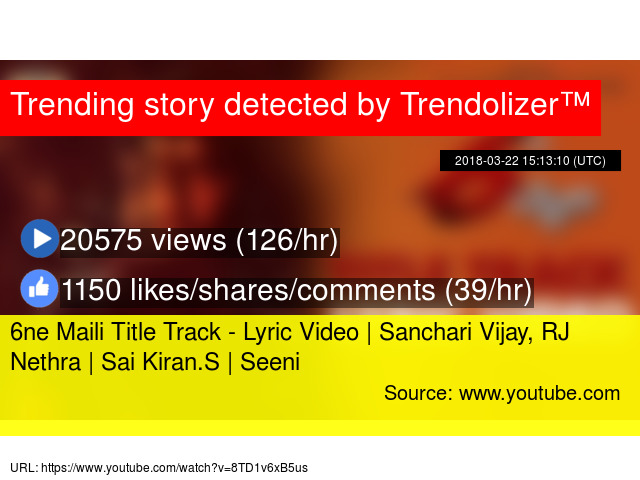 Trending story detected by Trendolizer™
2018-03-22 15:13:10 (UTC)
20575 views (126/hr)
1150 likes/shares/comments (39/hr)
6ne Maili Title Track - Lyric Video | Sanchari Vijay, RJ
Nethra | Sai Kiran.S | Seeni
Source: www.youtube.com
URL: https://www.youtube.com/watch?v=8TD1v6xB5us